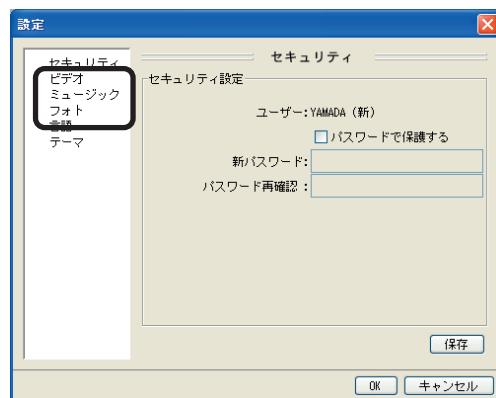 設定
セキュリティ
ビデオ
ミュージック
フォト
言語
テーマ
セキュリティ
セキュリティ設定
ユーザー:YAMADA (新)
パスワードで保護する
新パスワード:
パスワード再確認 :
保存
OK
キャンセル